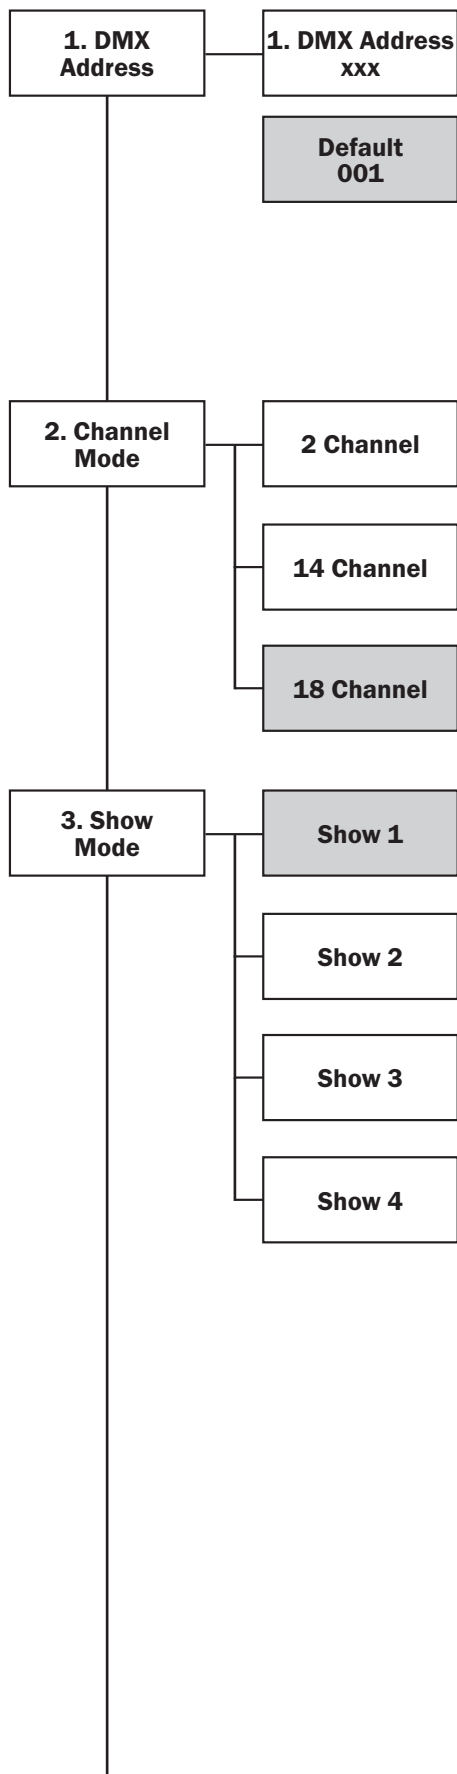 1. DMX
Address
1. DMX Address
xxx
Default
001
2. Channel
Mode
2 Channel
14 Channel
18 Channel
3. Show
Mode
Show 1
Show 2
Show 3
Show 4